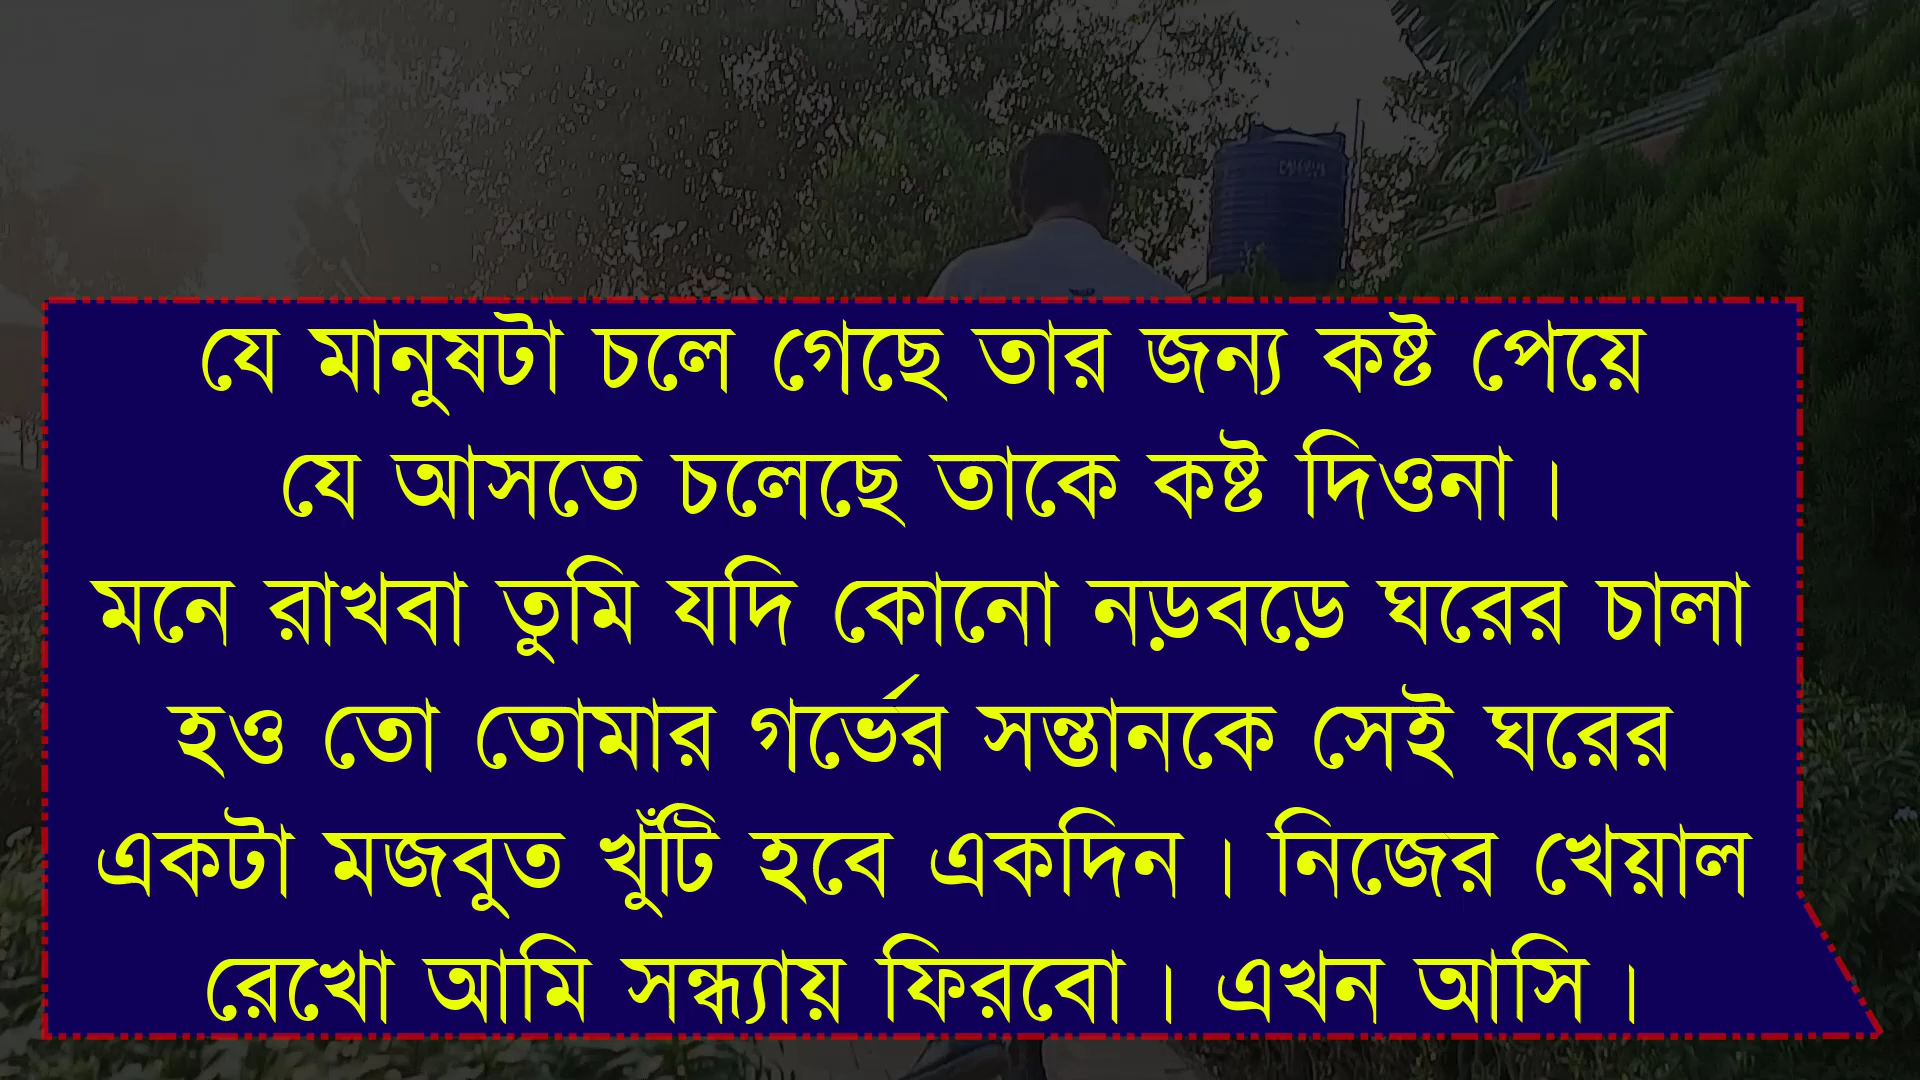 যে মানুষটা চলে গেছে তার জন্য কষ্ট পেয়ে
যে আসতে চলেছে তাকে কষ্ট দিওনা।
মনে রাখবা তুমি যদি কোনো নড়বড়ে ঘরের চালা
হও তো তোমার গর্ভের সন্তানকে সেই ঘরের
একটা মজবুত খুঁটি হবে একদিন। নিজের খেয়াল
রেখো আমি সন্ধ্যায় ফিরবো। এখন আসি।